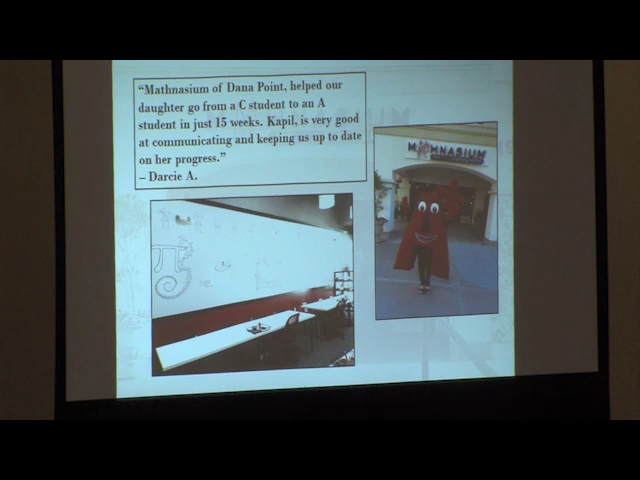 “Mathnasium of Dana Point, helped our
daughter go from a C student to an A
student in just 15 weeks. Kapil, is very good
at communicating and keeping us up to date
on her progress.”
– Darcie A.
MATHNASIUM